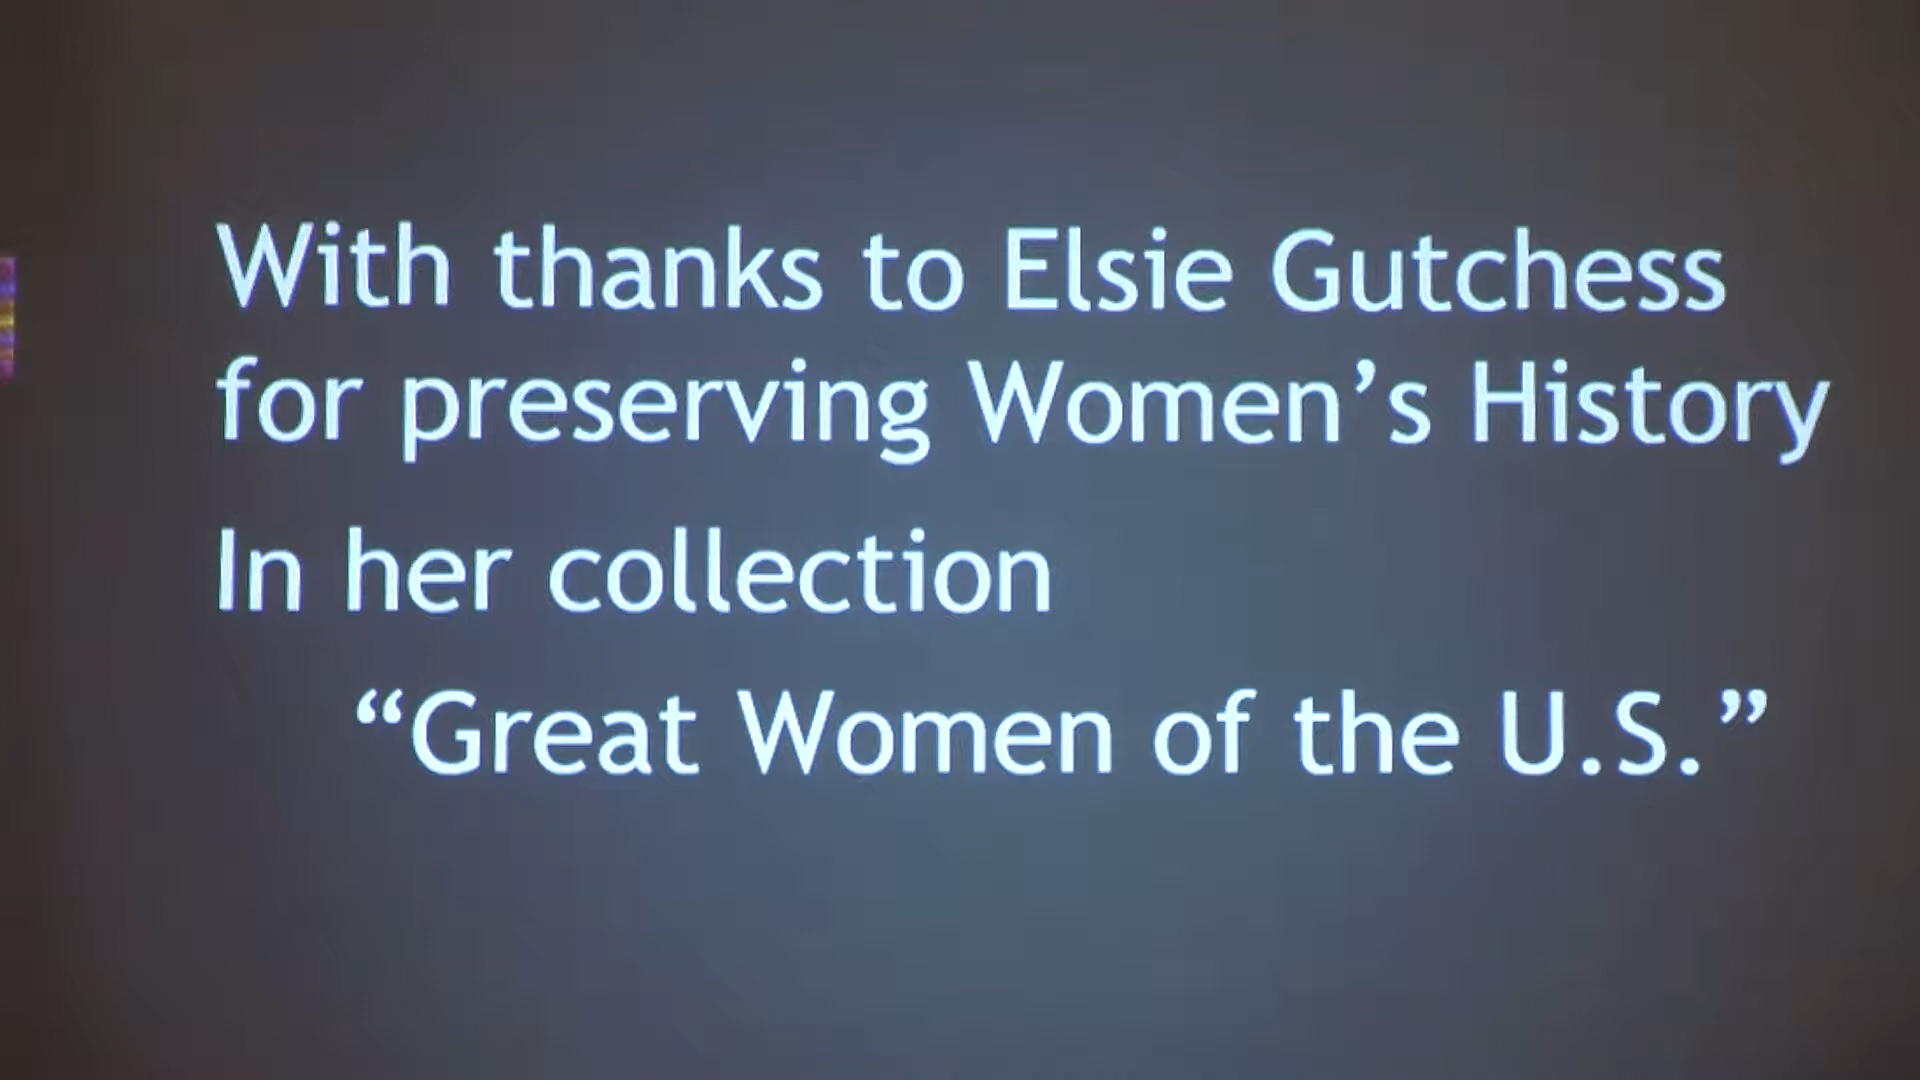 With thanks to Elsie Gutchess
for preserving Women’s History
In her collection
“Great Women of the U.S.”